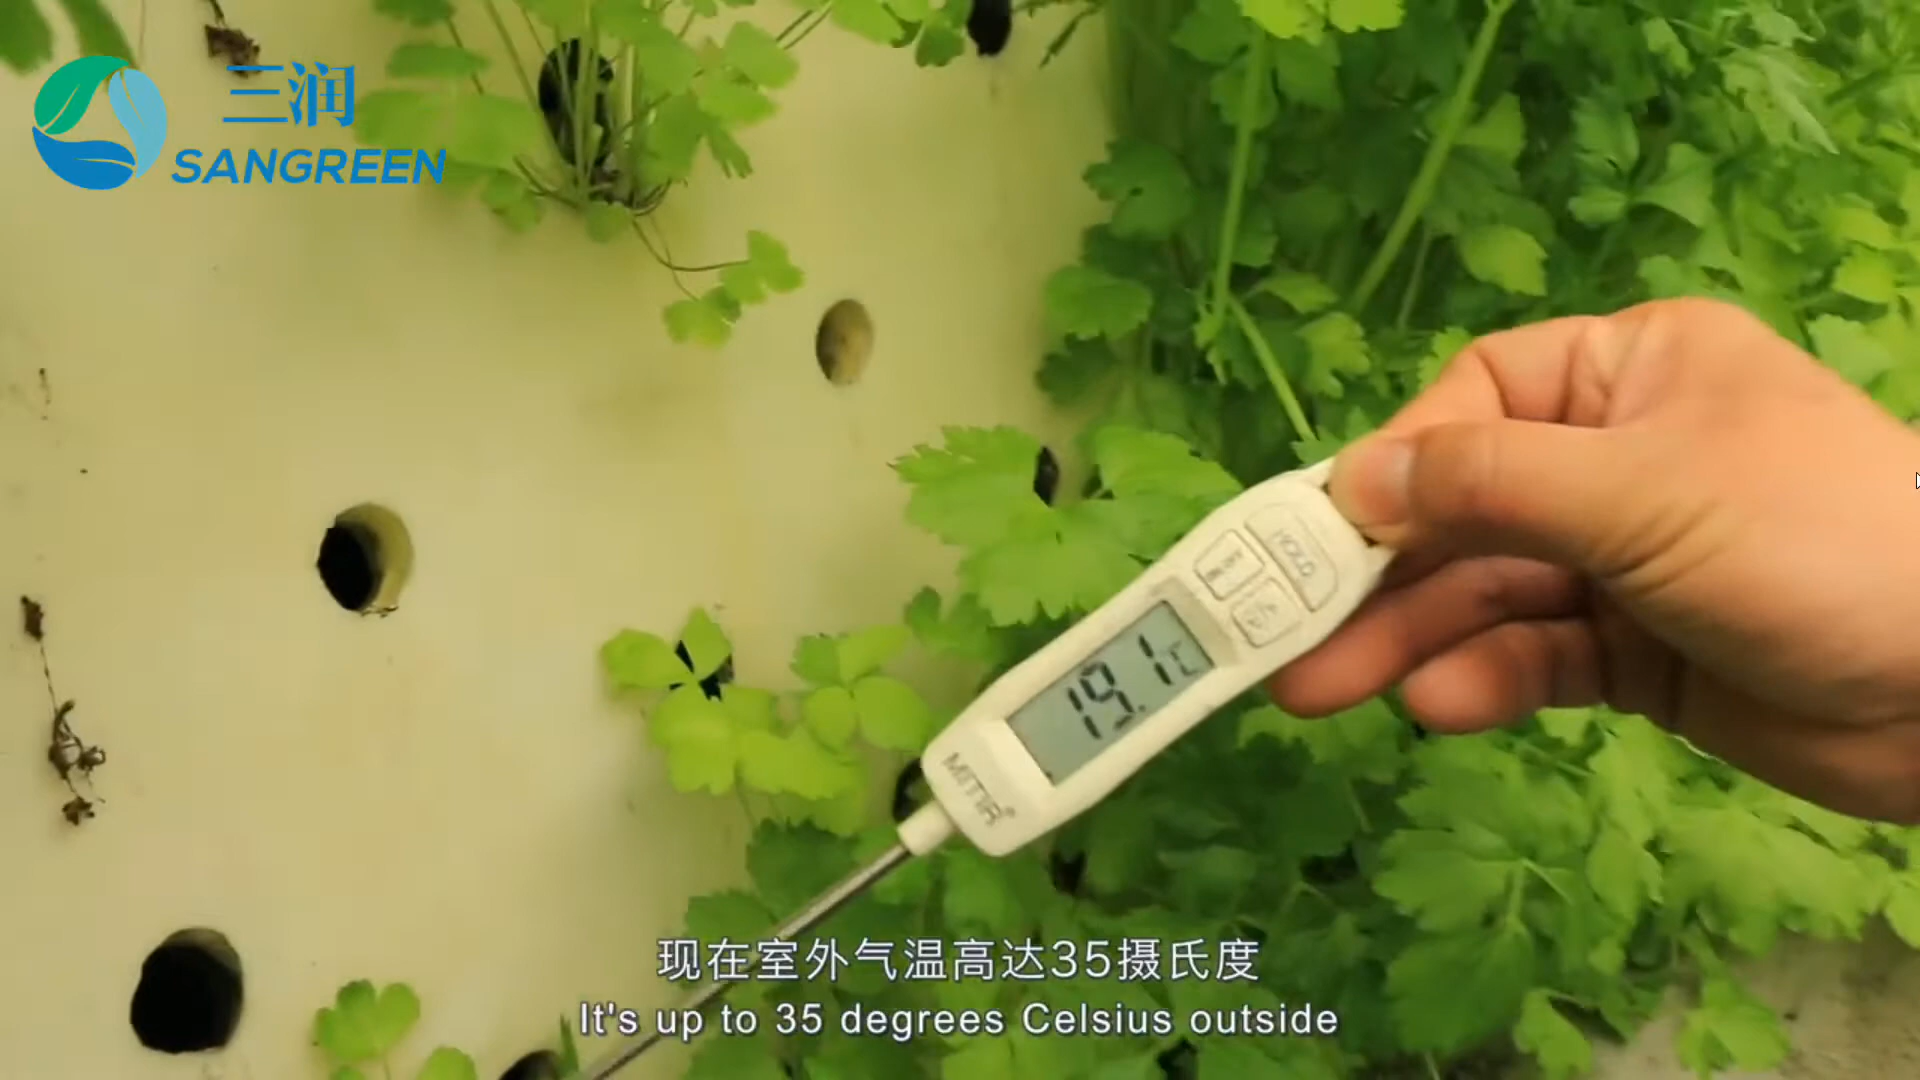 三润
SANGREEN
HOLD
19.1℃
MITIR®
现在室外气温高达35摄氏度
It's up to 35 degrees Celsius outside